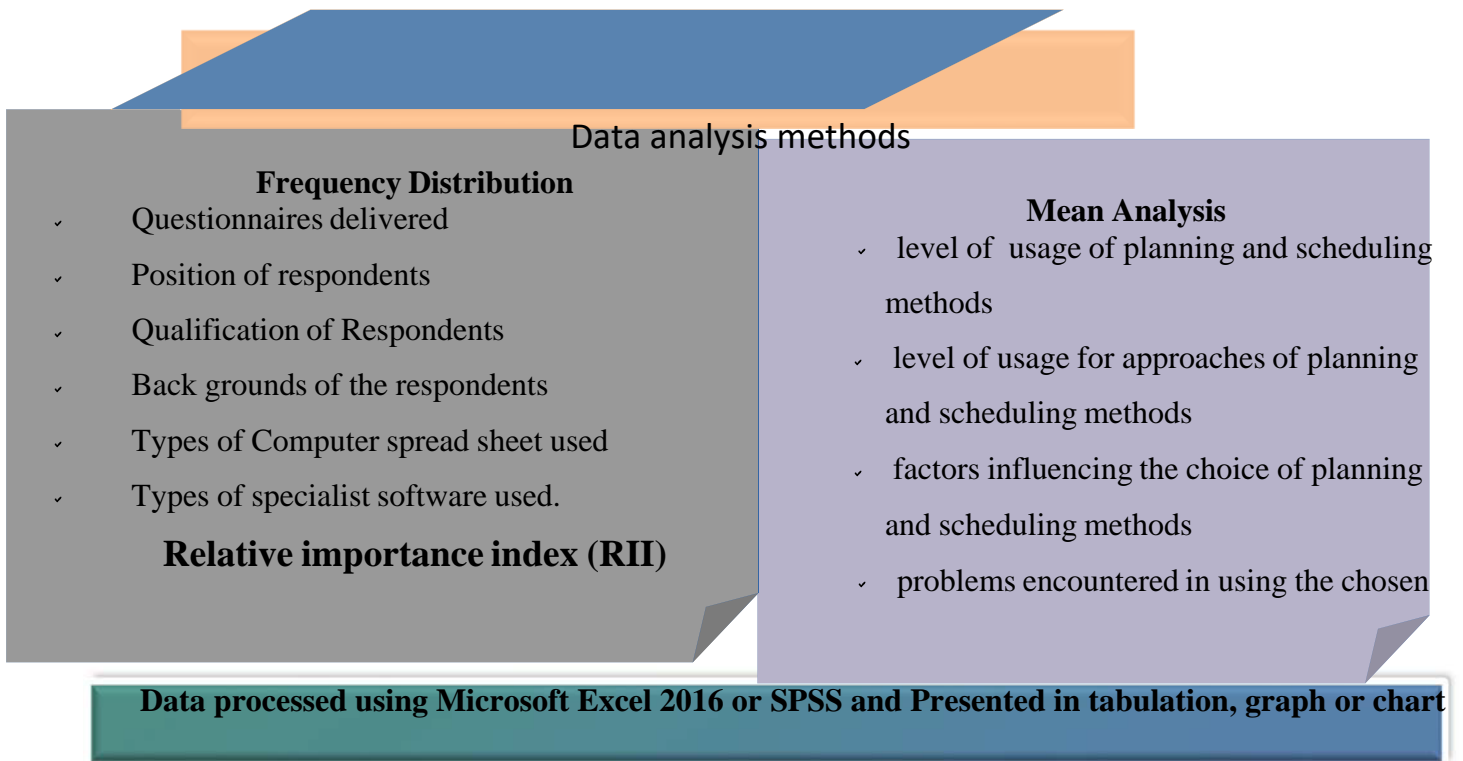 Data analysis methods
Frequency Distribution
✓ Questionnaires delivered
✓ Position of respondents
✓ Qualification of Respondents
✓ Back grounds of the respondents
✓ Types of Computer spread sheet used
✓ Types of specialist software used.
Relative importance index (RII)
Mean Analysis
✓ level of usage of planning and scheduling
methods
✓ level of usage for approaches of planning
and scheduling methods
✓ factors influencing the choice of planning
and scheduling methods
✓ problems encountered in using the chosen
Data processed using Microsoft Excel 2016 or SPSS and Presented in tabulation, graph or chart